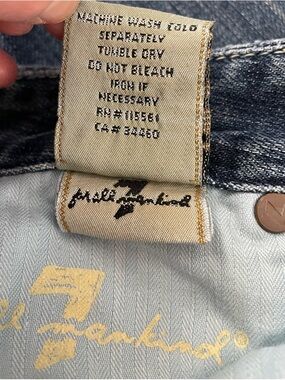 MACHINE WASH COLD
SEPARATELY
TUMBLE DRY
DO NOT BLEACH
IRON IF
NECESSARY
RN #115561
CA# 34460
7
for all mankind
7
all mankind®